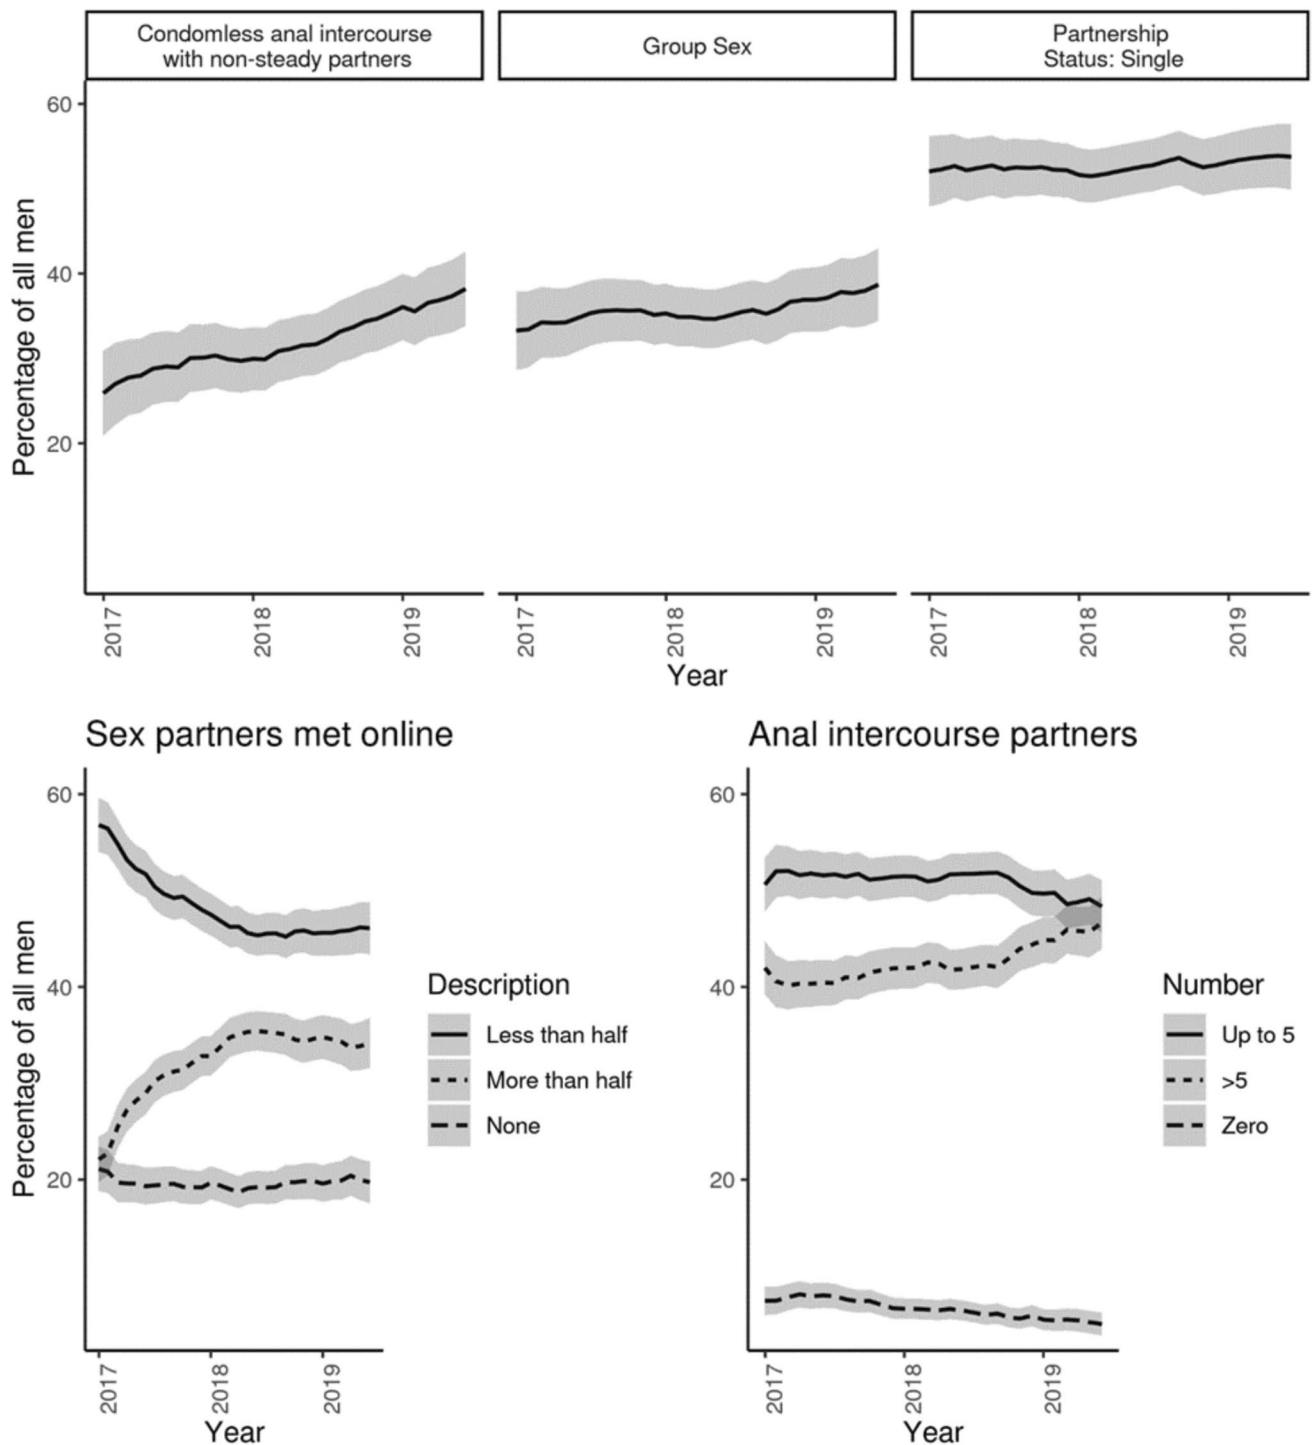 Condomless anal intercourse
with non-steady partners
Group Sex
Partnership
Status: Single
Percentage of all men
60
40
20
2017
2018
2019
2017
2018
2019
2017
2018
2019
Year
Sex partners met online
Percentage of all men
60
40
20
2017
2018
2019
Year
Description
Less than half
More than half
None
Anal intercourse partners
60
40
20
2017
2018
2019
Year
Number
Up to 5
>5
Zero